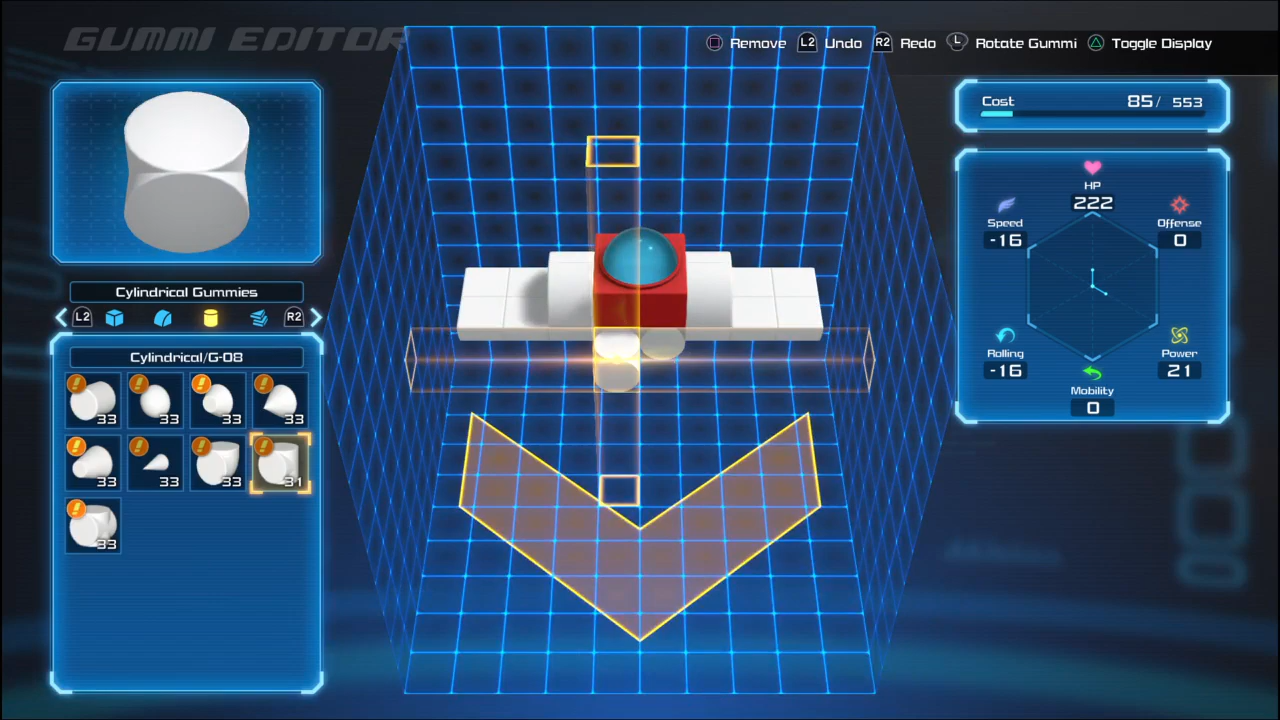 GUMMI EDITOR
Remove L2 Undo R2 Redo L Rotate Gummi Toggle Display
Cost 85/ 553
HP
222
Speed
-16
Offense
0
Rolling
-16
Power
21
Mobility
0
Cylindrical Gummies
L2 R2
Cylindrical/G-08
33 33 33 33
33 33 33 31
33